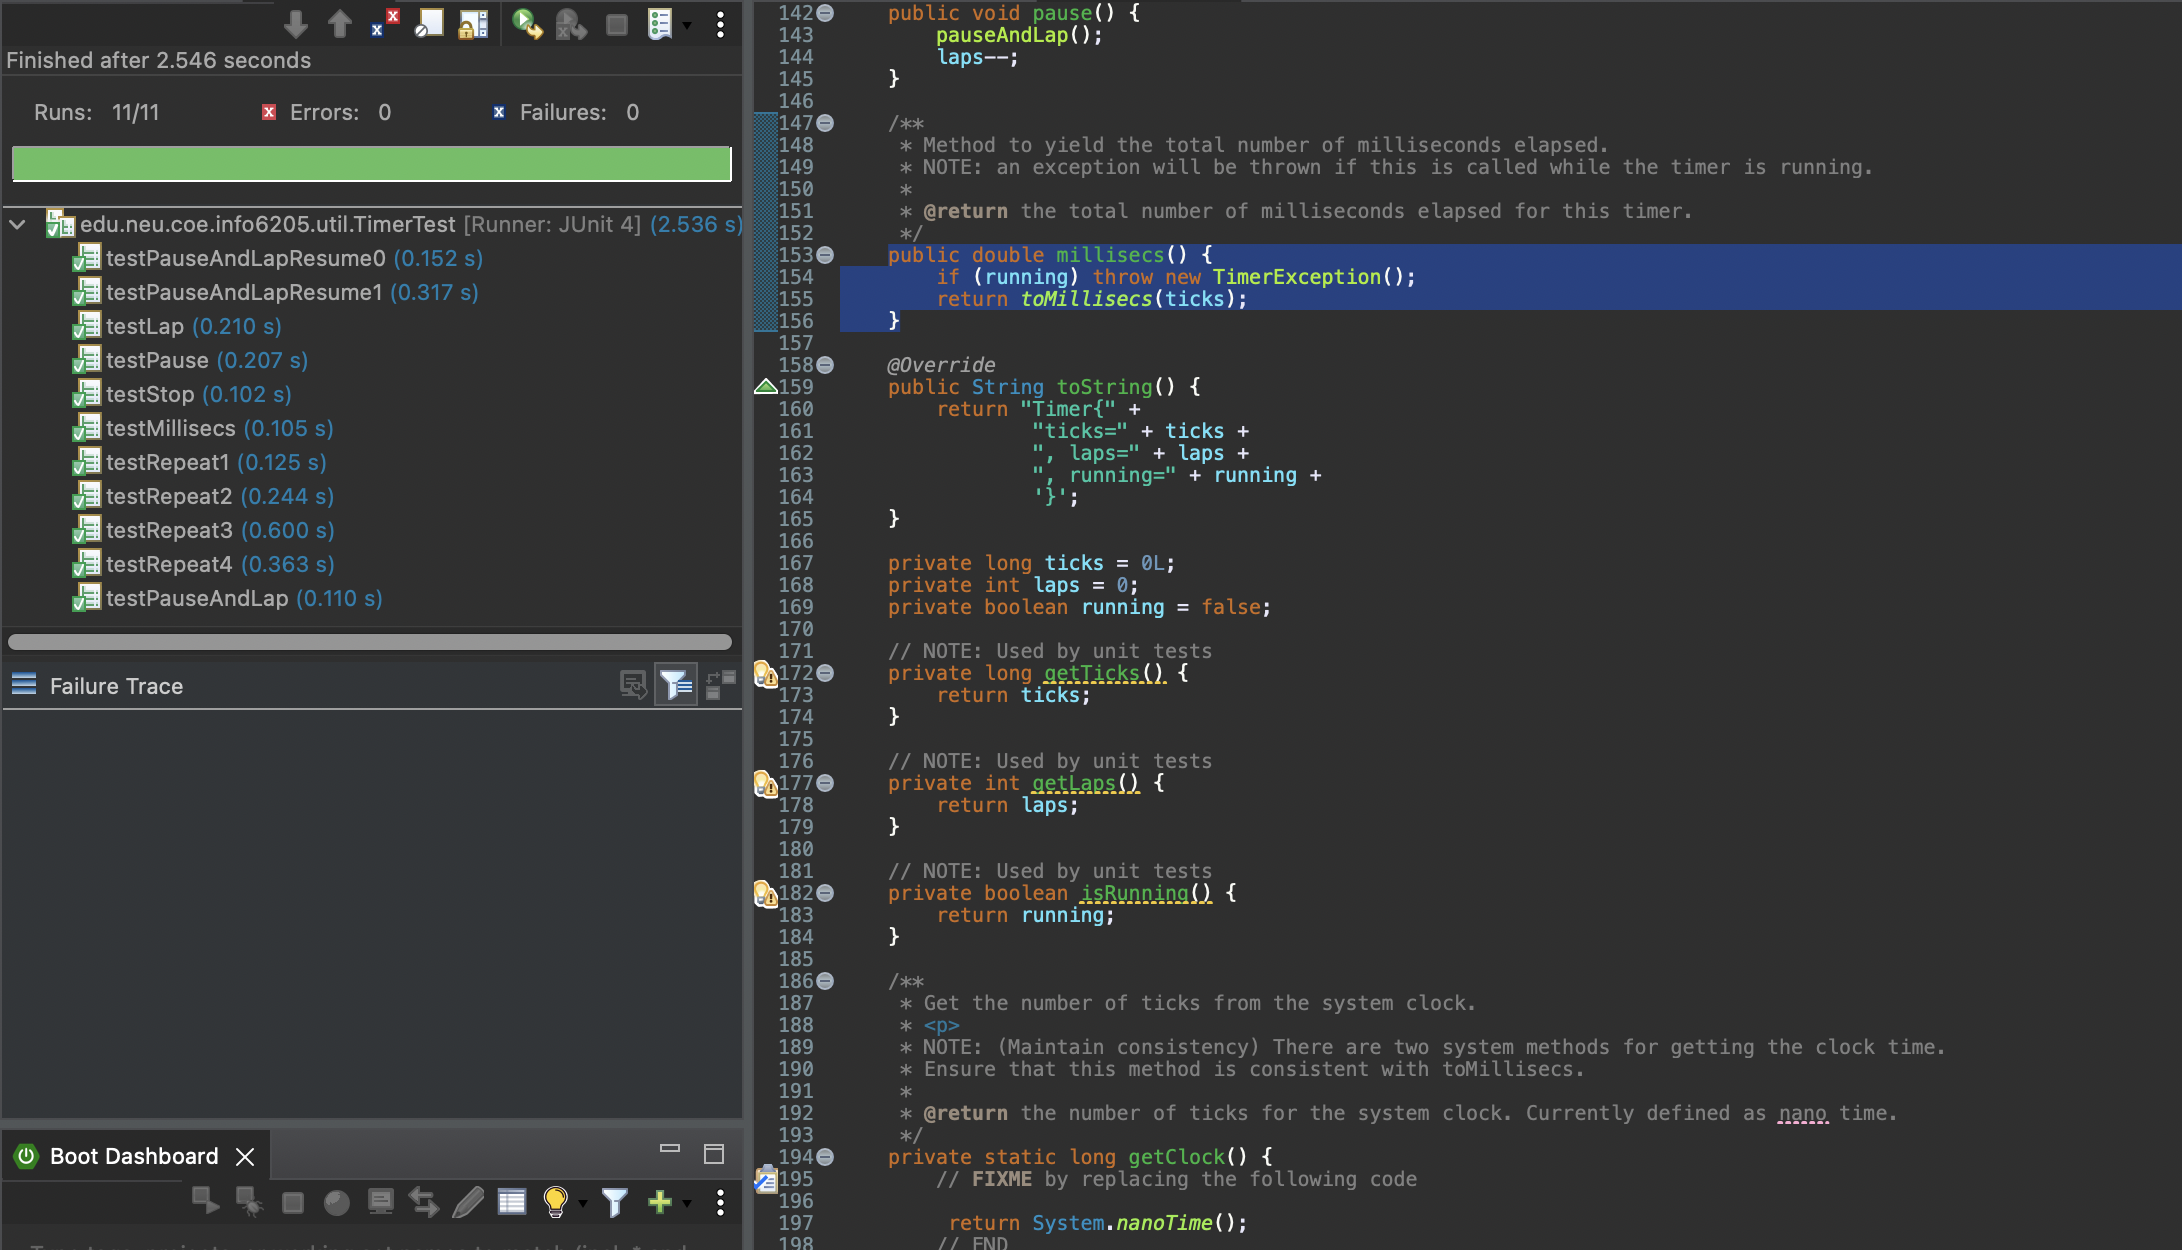 Finished after 2.546 seconds
Runs: 11/11 Errors: 0 Failures: 0
edu.neu.coe.info6205.util.TimerTest [Runner: JUnit 4] (2.536 s)
testPauseAndLapResume0 (0.152 s)
testPauseAndLapResume1 (0.317 s)
testLap (0.210 s)
testPause (0.207 s)
testStop (0.102 s)
testMillisecs (0.105 s)
testRepeat1 (0.125 s)
testRepeat2 (0.244 s)
testRepeat3 (0.600 s)
testRepeat4 (0.363 s)
testPauseAndLap (0.110 s)
Failure Trace
Boot Dashboard
142 public void pause() {
143 pauseAndLap();
144 laps--;
145 }
146
147 /**
148 * Method to yield the total number of milliseconds elapsed.
149 * NOTE: an exception will be thrown if this is called while the timer is running.
150 *
151 * @return the total number of milliseconds elapsed for this timer.
152 */
153 public double millisecs() {
154 if (running) throw new TimerException();
155 return toMillisecs(ticks);
156 }
157
158 @Override
159 public String toString() {
160 return "Timer{" +
161 "ticks=" + ticks +
162 ", laps=" + laps +
163 ", running=" + running +
164 '}';
165 }
166
167 private long ticks = 0L;
168 private int laps = 0;
169 private boolean running = false;
170
171 // NOTE: Used by unit tests
172 private long getTicks() {
173 return ticks;
174 }
175
176 // NOTE: Used by unit tests
177 private int getLaps() {
178 return laps;
179 }
180
181 // NOTE: Used by unit tests
182 private boolean isRunning() {
183 return running;
184 }
185
186 /**
187 * Get the number of ticks from the system clock.
188 * <p>
189 * NOTE: (Maintain consistency) There are two system methods for getting the clock time.
190 * Ensure that this method is consistent with toMillisecs.
191 *
192 * @return the number of ticks for the system clock. Currently defined as nano time.
193 */
194 private static long getClock() {
195 // FIXME by replacing the following code
196
197 return System.nanoTime();
198 // END